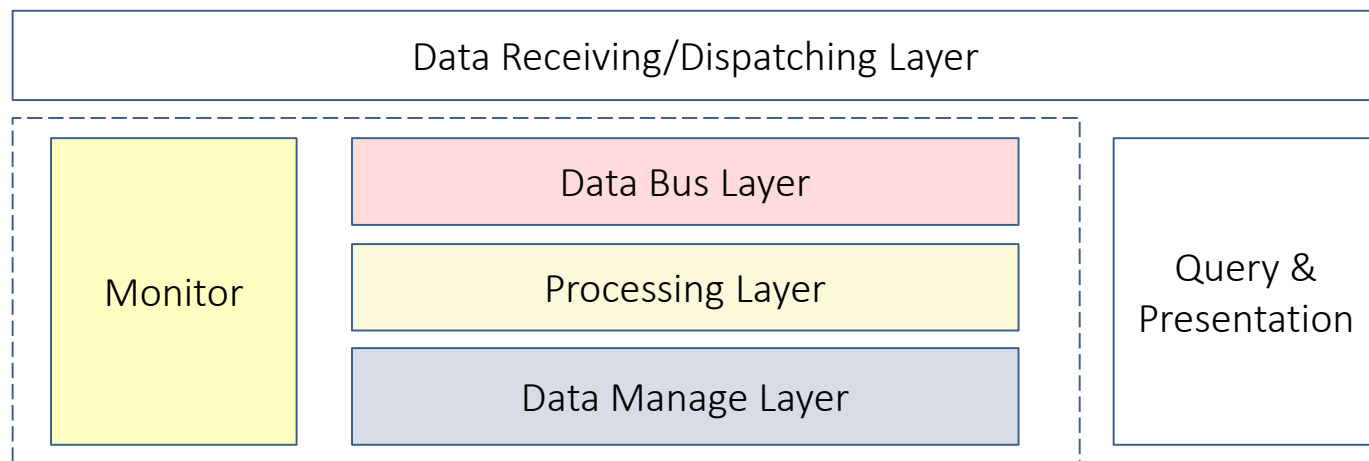 Data Receiving/Dispatching Layer
Data Bus Layer
Monitor
Processing Layer
Query &
Presentation
Data Manage Layer